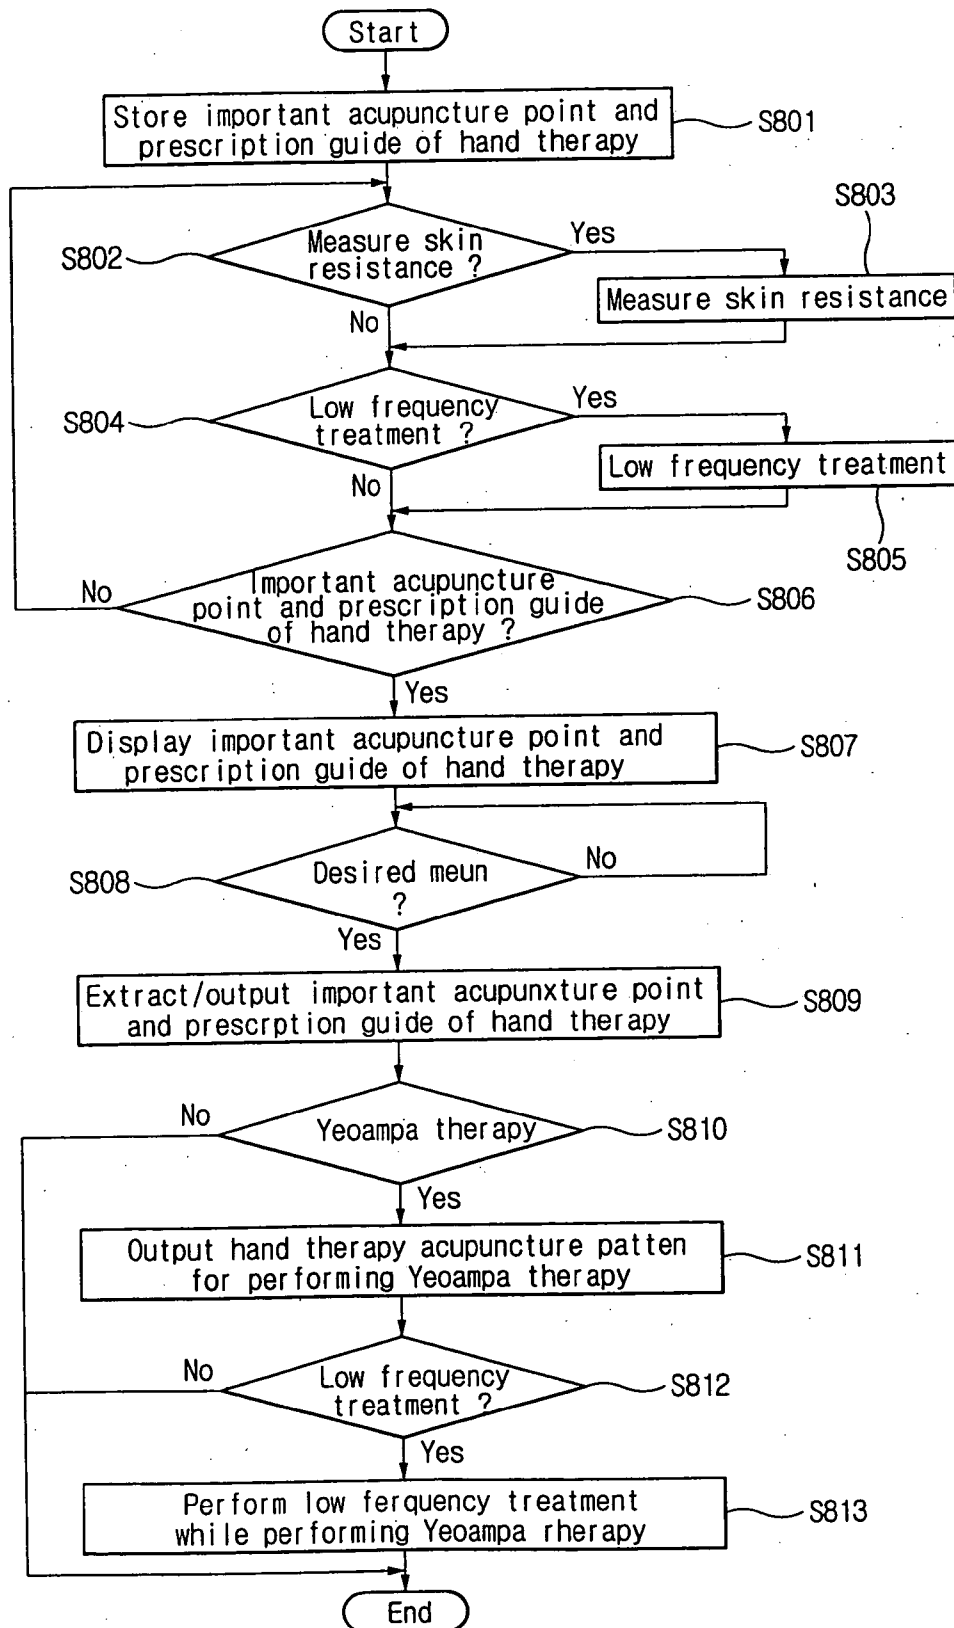 Start
Store important acupuncture point and
prescription guide of hand therapy
S801
S802
Measure skin
resistance ?
Yes
S803
Measure skin resistance
No
S804
Low frequency
treatment ?
Yes
Low frequency treatment
S805
No
No
Important acupuncture
point and prescription guide
of hand therapy ?
S806
Yes
Display important acupuncture point and
prescription guide of hand therapy
S807
S808
Desired meun
?
No
Yes
Extract/output important acupunxture point
and prescrption guide of hand therapy
S809
No
Yeoampa therapy
S810
Yes
Output hand therapy acupuncture patten
for performing Yeoampa therapy
S811
No
Low frequency
treatment ?
S812
Yes
Perform low ferquency treatment
while performing Yeoampa rherapy
S813
End